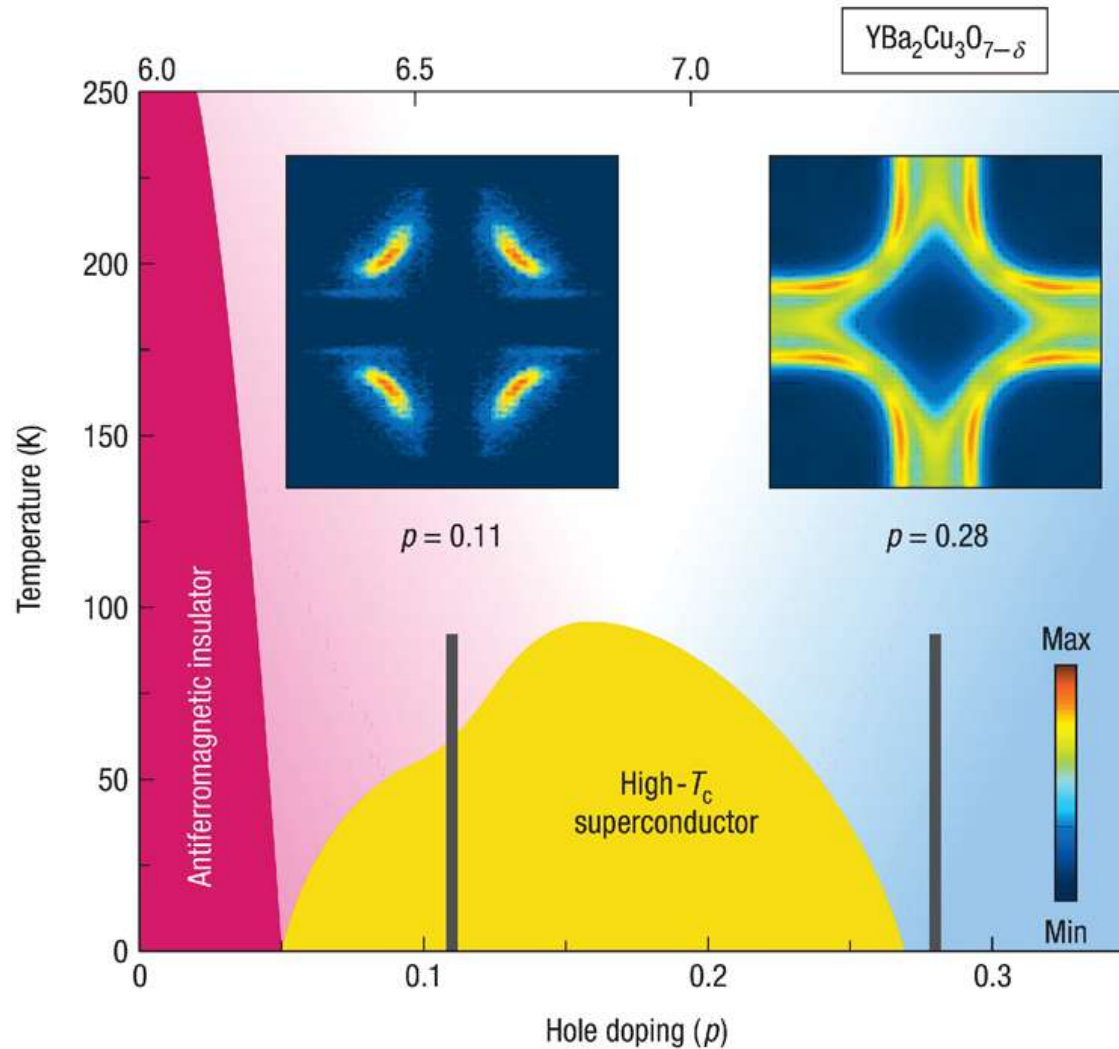 YBa₂Cu₃O₇₋δ
6.0
6.5
7.0
250
200
150
100
50
0
Temperature (K)
Antiferromagnetic insulator
p = 0.11
p = 0.28
High-Tc
superconductor
Max
Min
0
0.1
0.2
0.3
Hole doping (p)